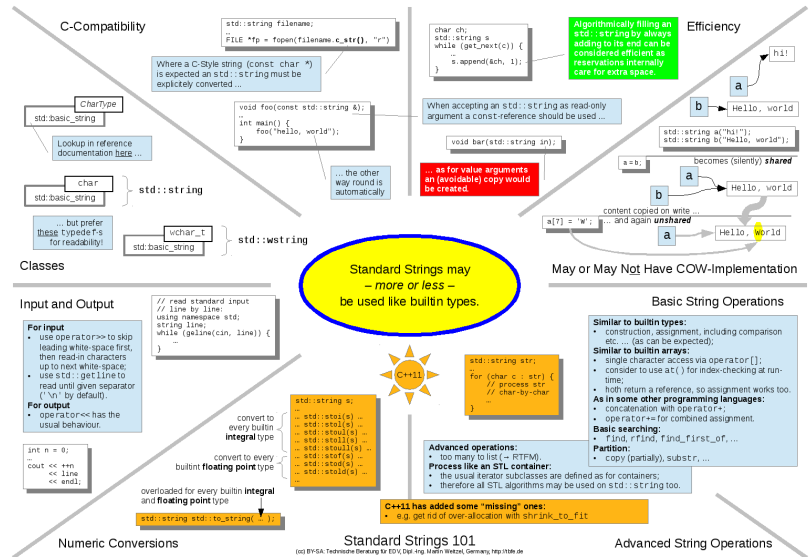 C-Compatibility
std::string filename;
…
FILE *fp = fopen(filename.c_str(), "r")
Where a C-Style string (const char *)
is expected an std::string must be
explicitely converted …
CharType
std::basic_string
Lookup in reference
documentation here …
char
std::basic_string
std::string
… but prefer
these typedef-s
for readability!
wchar_t
std::basic_string
std::wstring
Classes
void foo(const std::string &);
…
int main() {
foo("hello, world");
}
… the other
way round is
automatically
char ch;
std::string s
while (get_next(c)) {
…
s.append(&ch, 1);
}
Algorithmically filling an
std::string by always
adding to its end can be
considered efficient as
reservations internally
care for extra space.
Efficiency
When accepting an std::string as read-only
argument a const-reference should be used …
void bar(std::string in);
… as for value arguments
an (avoidable) copy would
be created.
hi!
a
b
Hello, world
std::string a("hi!");
std::string b("Hello, world");
a = b;
becomes (silently) shared
a
b
Hello, world
content copied on write …
… and again unshared
a[7] = 'W';
a
Hello, World
May or May Not Have COW-Implementation
Standard Strings may
– more or less –
be used like builtin types.
Input and Output
For input
• use operator>> to skip
leading white-space first,
then read-in characters
up to next white-space;
• use std::getline to
read until given separator
('\n' by default).
For output
• operator<< has the
usual behaviour.
// read standard input
// line by line:
using namespace std;
string line;
while (geline(cin, line)) {
…
}
int n = 0;
…
cout << ++n
<< line
<< endl;
C++11
std::string str;
…
for (char c : str) {
// process str
// char-by-char
…
}
std::string s;
… stoi(s) …
… stol(s) …
… stoul(s) …
… stoll(s) …
… stoull(s) …
… stof(s) …
… stod(s) …
… stold(s) …
convert to
every builtin
integral type
convert to every
builtint floating point type
overloaded for every builtin integral
and floating point type
std::string std::to_string( … );
Numeric Conversions
Basic String Operations
Similar to builtin types:
• construction, assignment, including comparison
etc. … (as can be expected);
Similar to builtin arrays:
• single character access via operator[];
• consider to use at() for index-checking at run-
time;
• hoth return a reference, so assignment works too.
As in some other programming languages:
• concatenation with operator+;
• operator+= for combined assignment.
Basic searching:
• find, rfind, find_first_of, …
Partition:
• copy (partially), substr, …
Advanced operations:
• too many to list (→ RTFM).
Process like an STL container:
• the usual iterator subclasses are defined as for containers;
• therefore all STL algorithms may be used on std::string too.
C++11 has added some "missing" ones:
• e.g. get rid of over-allocation with shrink_to_fit
Standard Strings 101
(cc) BY-SA: Technische Beratung für EDV, Dipl.-Ing. Martin Weitzel, Germany, http://tbfe.de
Advanced String Operations